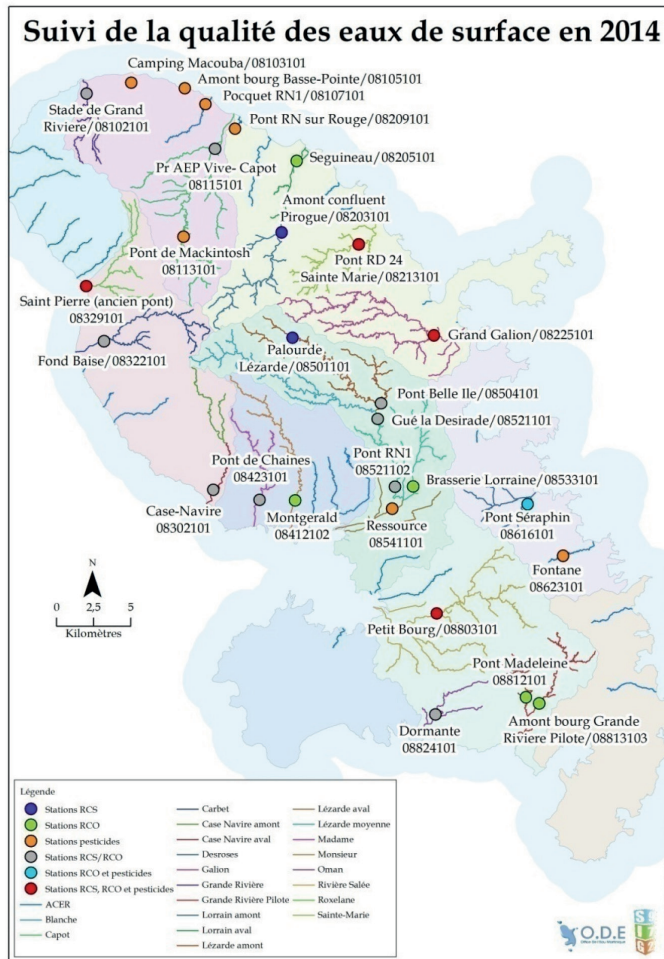 Suivi de la qualité des eaux de surface en 2014
Camping Macouba/08103101
Amont bourg Basse-Pointe/08105101
Pocquet RN1/08107101
Stade de Grand
Riviere/08102101
Pont RN sur Rouge/08209101
Pr AEP Vive- Capot
08115101
Seguineau/08205101
Amont confluent
Pirogue/08203101
Pont de Mackintosh
08113101
Pont RD 24
Sainte Marie/08213101
Saint Pierre (ancien pont)
08329101
Fond Baise/08322101
Palourde
Lézarde/08501101
Grand Galion/08225101
Pont Belle Ile/08504101
Gué la Desirade/08521101
Pont de Chaines
08423101
Pont RN1
08521102
Brasserie Lorraine/08533101
Case-Navire
08302101
Montgerald
08412102
Ressource
08541101
Pont Séraphin
08616101
Fontane
08623101
N
0 2,5 5
Kilomètres
Petit Bourg/08803101
Pont Madeleine
08812101
Dormante
08824101
Amont bourg Grande
Riviere Pilote/08813103
Légende
Stations RCS
Stations RCO
Stations pesticides
Stations RCS/RCO
Stations RCO et pesticides
Stations RCS, RCO et pesticides
ACER
Blanche
Capot
Carbet
Case Navire amont
Case Navire aval
Desroses
Galion
Grande Rivière
Grande Rivière Pilote
Lorrain amont
Lorrain aval
Lézarde amont
Lézarde aval
Lézarde moyenne
Madame
Monsieur
Oman
Rivière Salée
Roxelane
Sainte-Marie
O.D.E